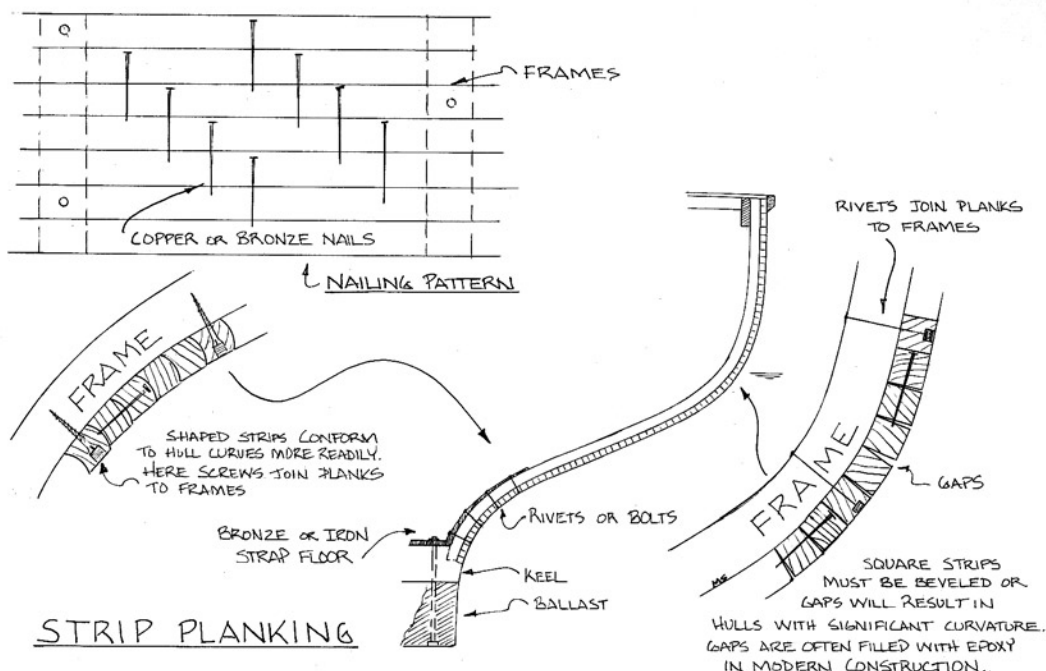 FRAMES
COPPER OR BRONZE NAILS
NAILING PATTERN
FRAME
SHAPED STRIPS CONFORM
TO HULL CURVES MORE READILY.
HERE SCREWS JOIN PLANKS
TO FRAMES
RIVETS JOIN PLANKS
TO FRAMES
FRAME
GAPS
RIVETS OR BOLTS
BRONZE OR IRON
STRAP FLOOR
KEEL
BALLAST
STRIP PLANKING
SQUARE STRIPS
MUST BE BEVELED OR
GAPS WILL RESULT IN
HULLS WITH SIGNIFICANT CURVATURE.
GAPS ARE OFTEN FILLED WITH EPOXY
IN MODERN CONSTRUCTION.